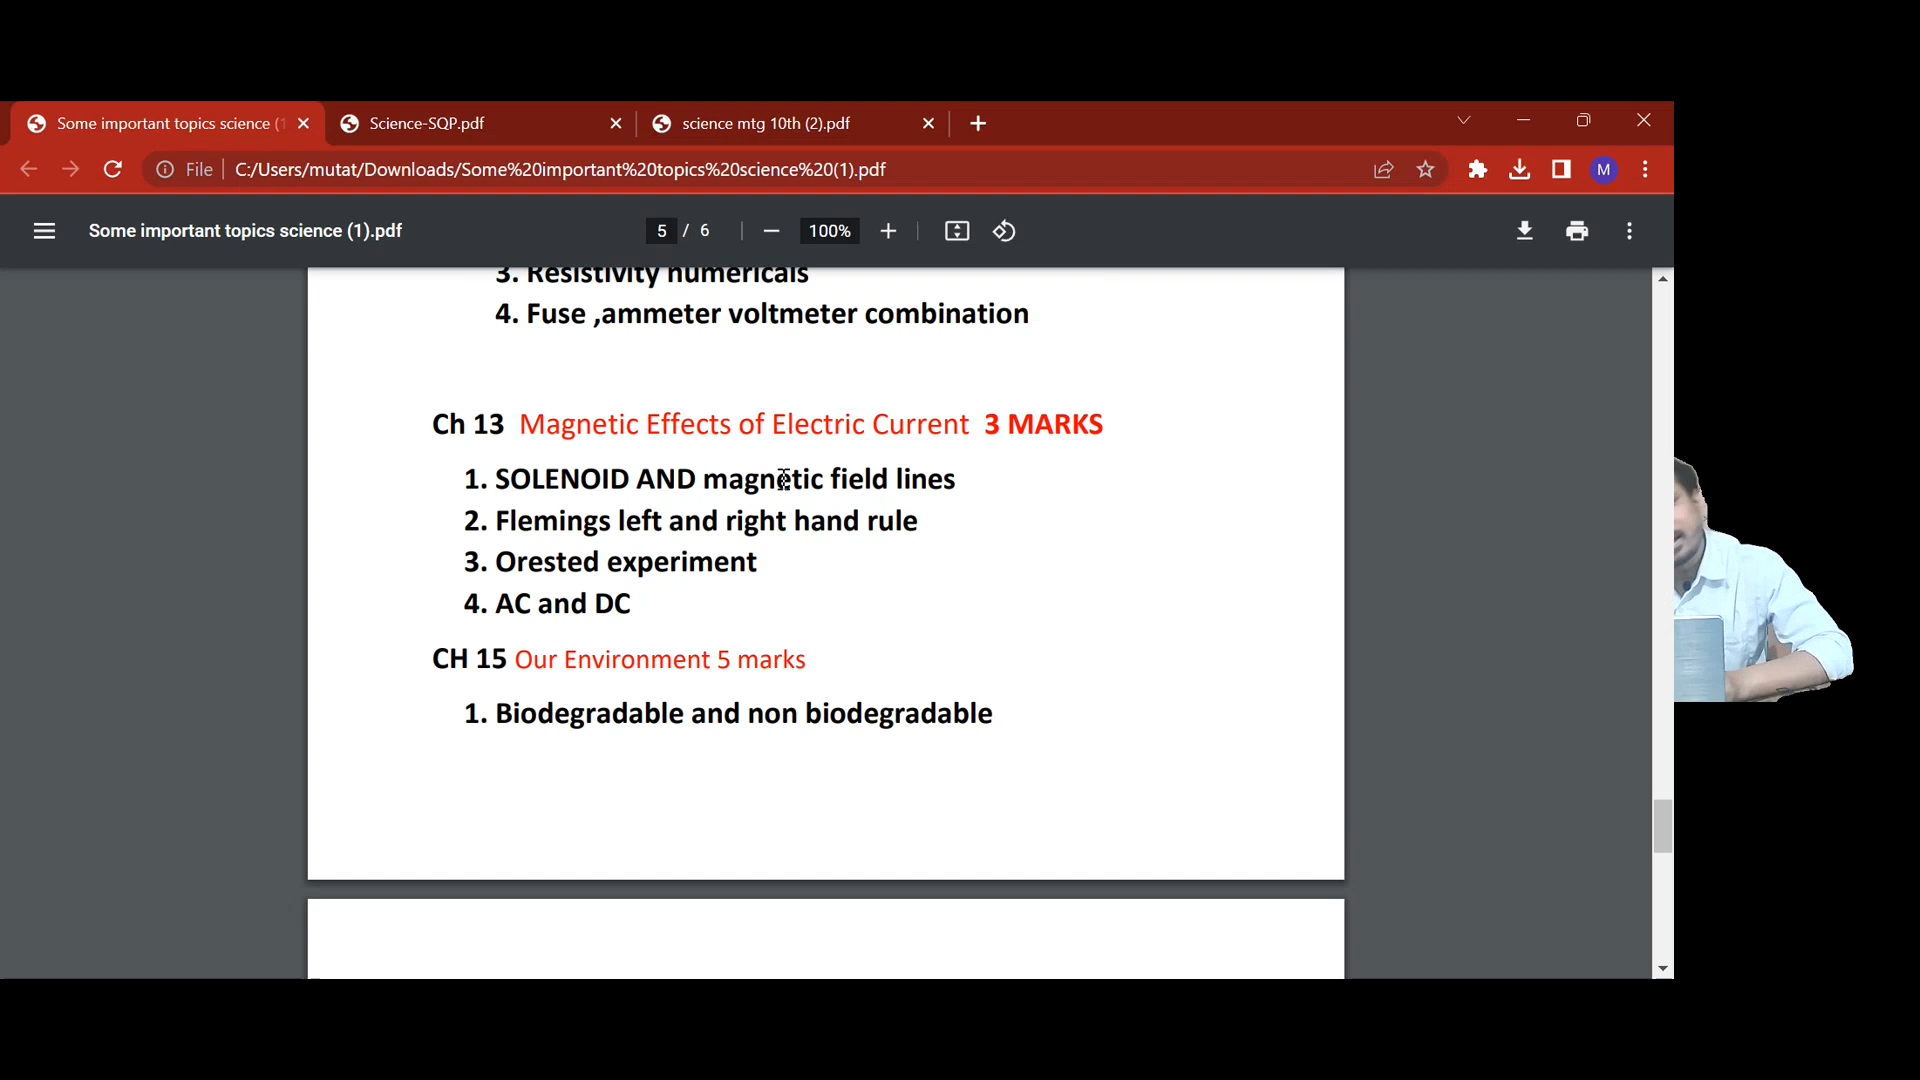 Some important topics science (1
Science-SQP.pdf
science mtg 10th (2).pdf
File
C:/Users/mutat/Downloads/Some%20important%20topics%20science%20(1).pdf
M
Some important topics science (1).pdf
5 / 6
100%
3. Resistivity numericals
4. Fuse ,ammeter voltmeter combination
Ch 13 Magnetic Effects of Electric Current 3 MARKS
1. SOLENOID AND magnetic field lines
2. Flemings left and right hand rule
3. Orested experiment
4. AC and DC
CH 15 Our Environment 5 marks
1. Biodegradable and non biodegradable